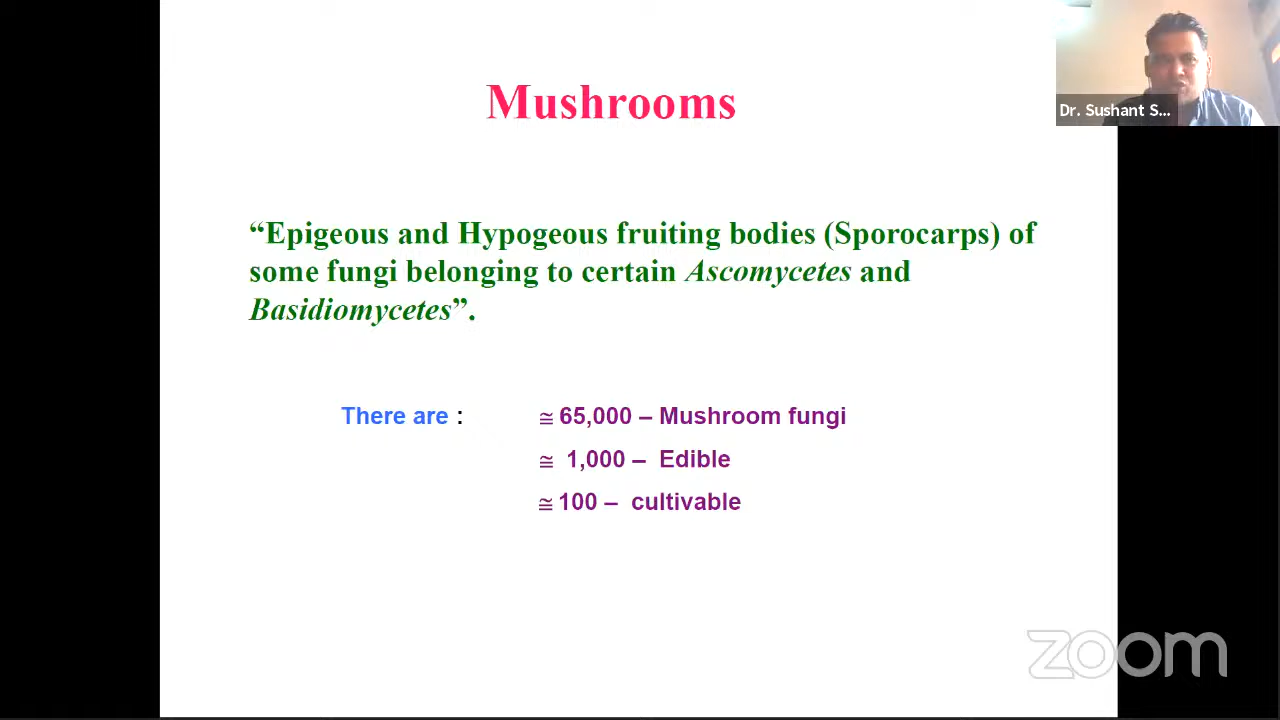 Mushrooms
Dr. Sushant S...
“Epigeous and Hypogeous fruiting bodies (Sporocarps) of
some fungi belonging to certain Ascomycetes and
Basidiomycetes”.
There are : ≅ 65,000 – Mushroom fungi
≅ 1,000 – Edible
≅ 100 – cultivable
zoom